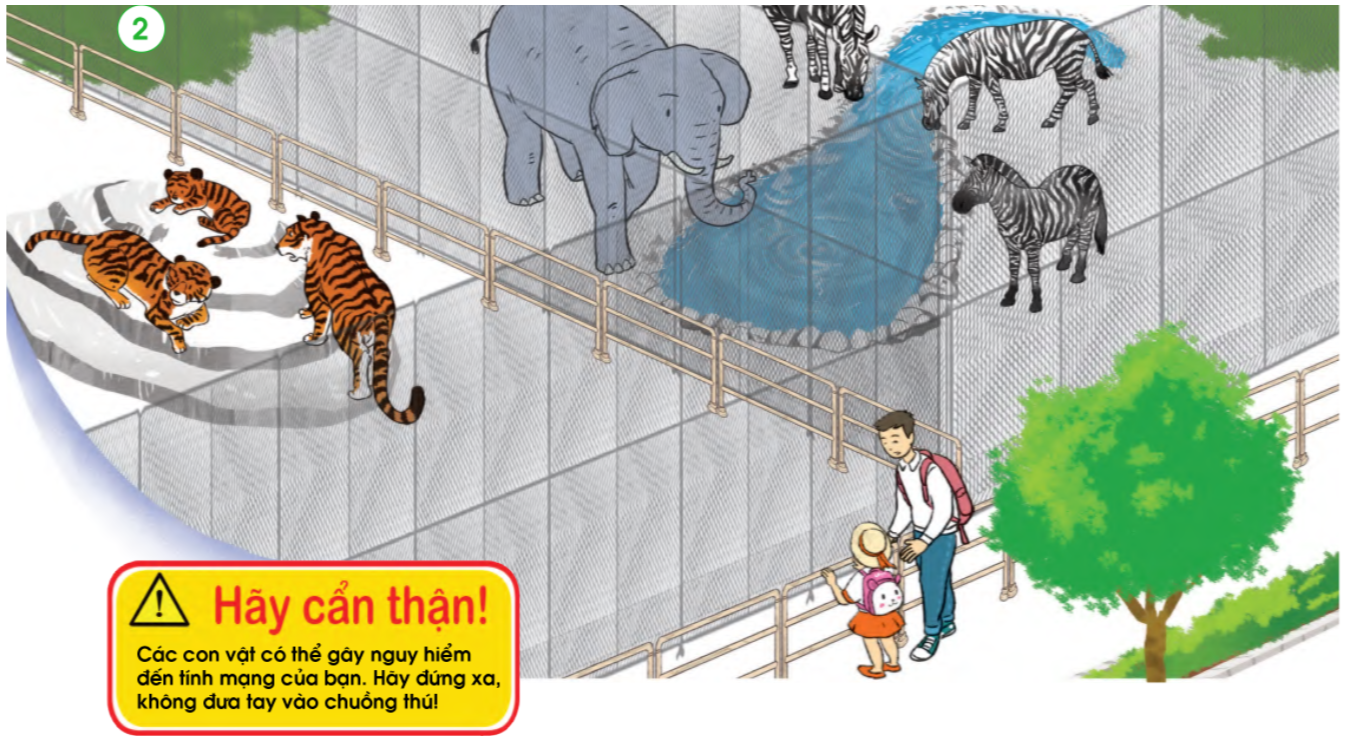 2
Hãy cẩn thận!
Các con vật có thể gây nguy hiểm
đến tính mạng của bạn. Hãy đứng xa,
không đưa tay vào chuồng thú!